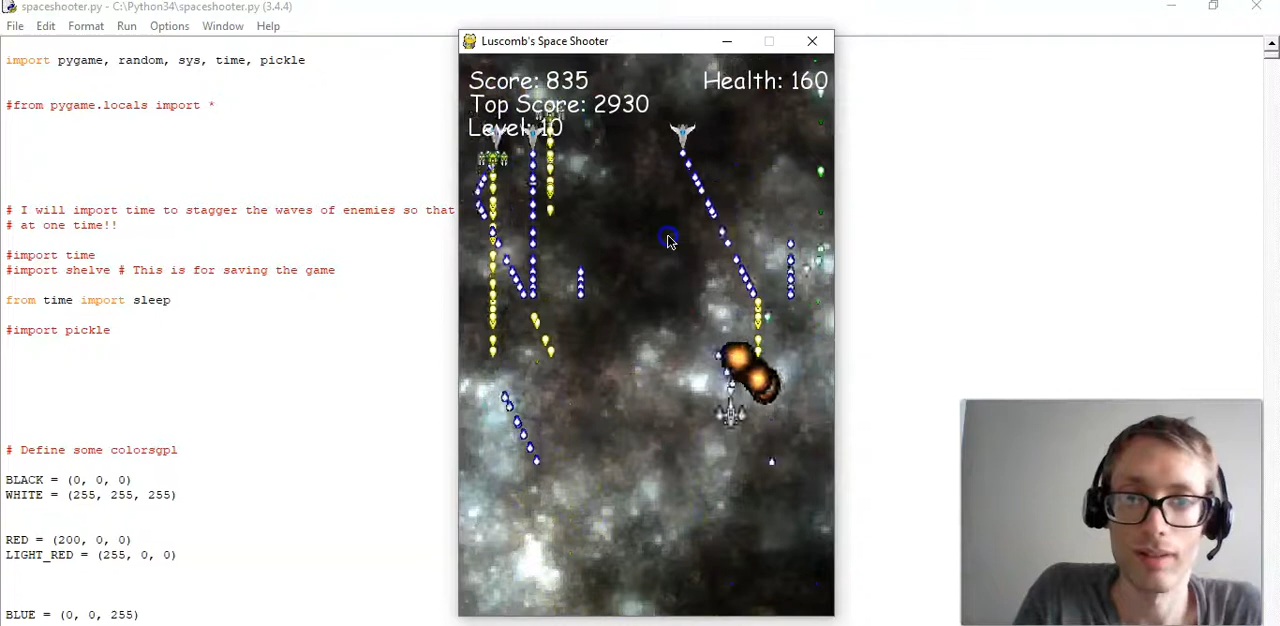 spaceshooter.py - C:\Python34\spaceshooter.py (3.4.4)
File Edit Format Run Options Window Help
import pygame, random, sys, time, pickle
#from pygame.locals import *
# I will import time to stagger the waves of enemies so that
# at one time!!
#import time
#import shelve # This is for saving the game
from time import sleep
#import pickle
# Define some colorsgpl
BLACK = (0, 0, 0)
WHITE = (255, 255, 255)
RED = (200, 0, 0)
LIGHT_RED = (255, 0, 0)
BLUE = (0, 0, 255)
Luscomb's Space Shooter
Score: 835 Health: 160
Top Score: 2930
Level: 10